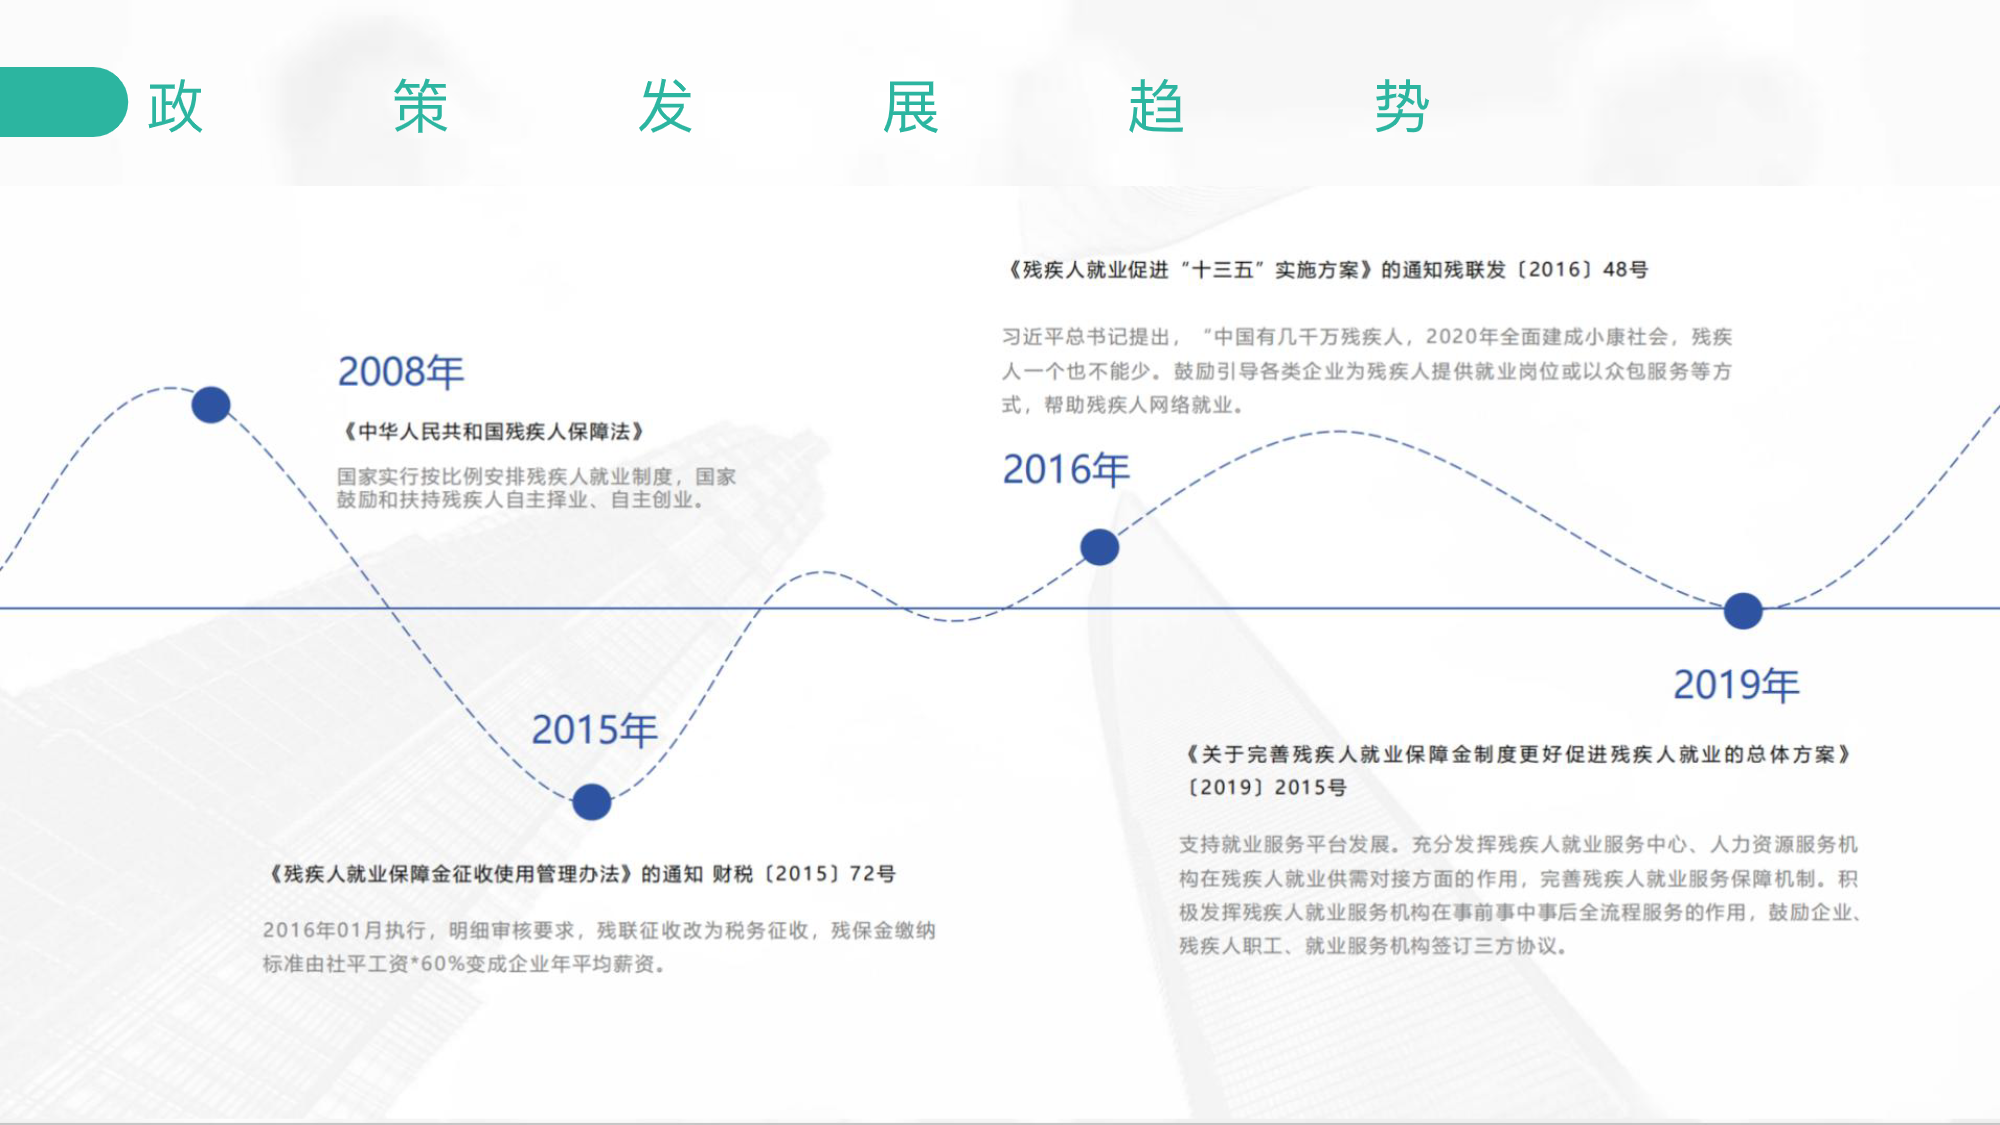 政策发展趋势
2008年
《中华人民共和国残疾人保障法》
国家实行按比例安排残疾人就业制度，国家
鼓励和扶持残疾人自主择业、自主创业。
2015年
《残疾人就业保障金征收使用管理办法》的通知 财税〔2015〕72号
2016年01月执行，明细审核要求，残联征收改为税务征收，残保金缴纳
标准由社平工资*60%变成企业年平均薪资。
《残疾人就业促进“十三五”实施方案》的通知残联发〔2016〕48号
习近平总书记提出，“中国有几千万残疾人，2020年全面建成小康社会，残疾
人一个也不能少。鼓励引导各类企业为残疾人提供就业岗位或以众包服务等方
式，帮助残疾人网络就业。
2016年
2019年
《关于完善残疾人就业保障金制度更好促进残疾人就业的总体方案》
〔2019〕2015号
支持就业服务平台发展。充分发挥残疾人就业服务中心、人力资源服务机
构在残疾人就业供需对接方面的作用，完善残疾人就业服务保障机制。积
极发挥残疾人就业服务机构在事前事中事后全流程服务的作用，鼓励企业、
残疾人职工、就业服务机构签订三方协议。